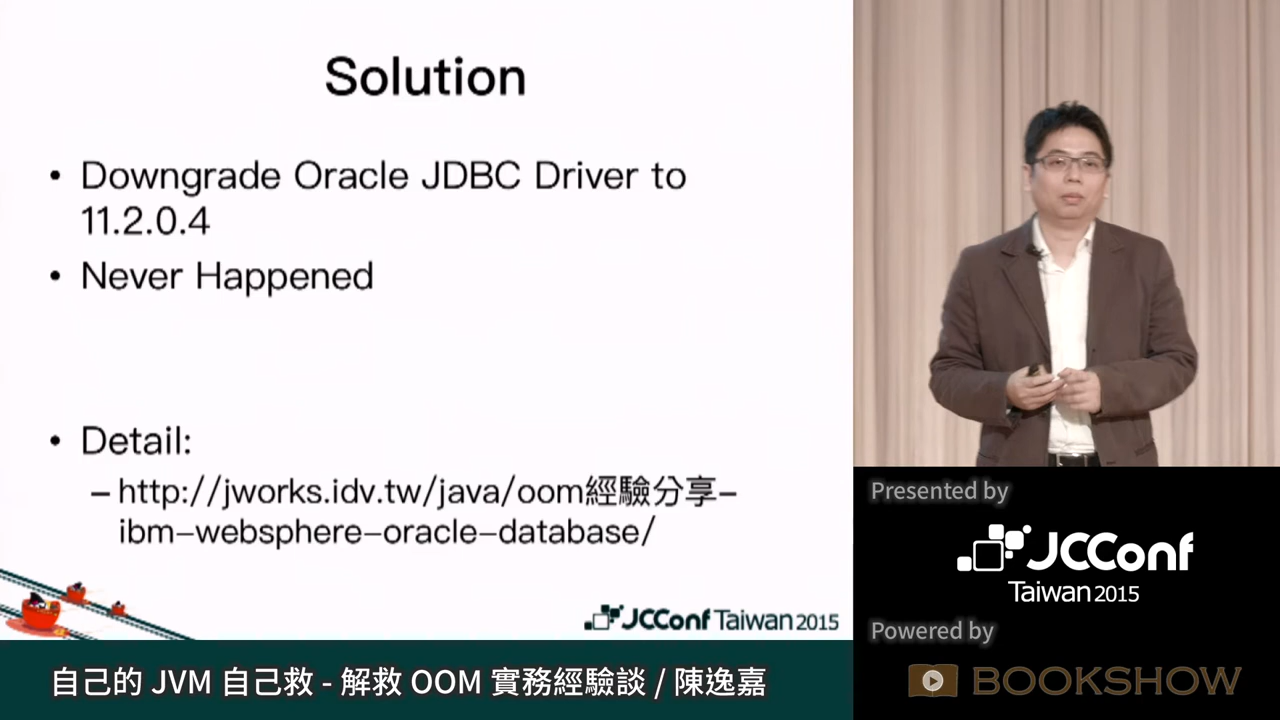 Solution
• Downgrade Oracle JDBC Driver to
11.2.0.4
• Never Happened
• Detail:
– http://jworks.idv.tw/java/oom經驗分享–
ibm–websphere–oracle–database/
JCConf Taiwan 2015
自己的 JVM 自己救 - 解救 OOM 實務經驗談 / 陳逸嘉
Presented by
JCConf
Taiwan 2015
Powered by
BOOKSHOW